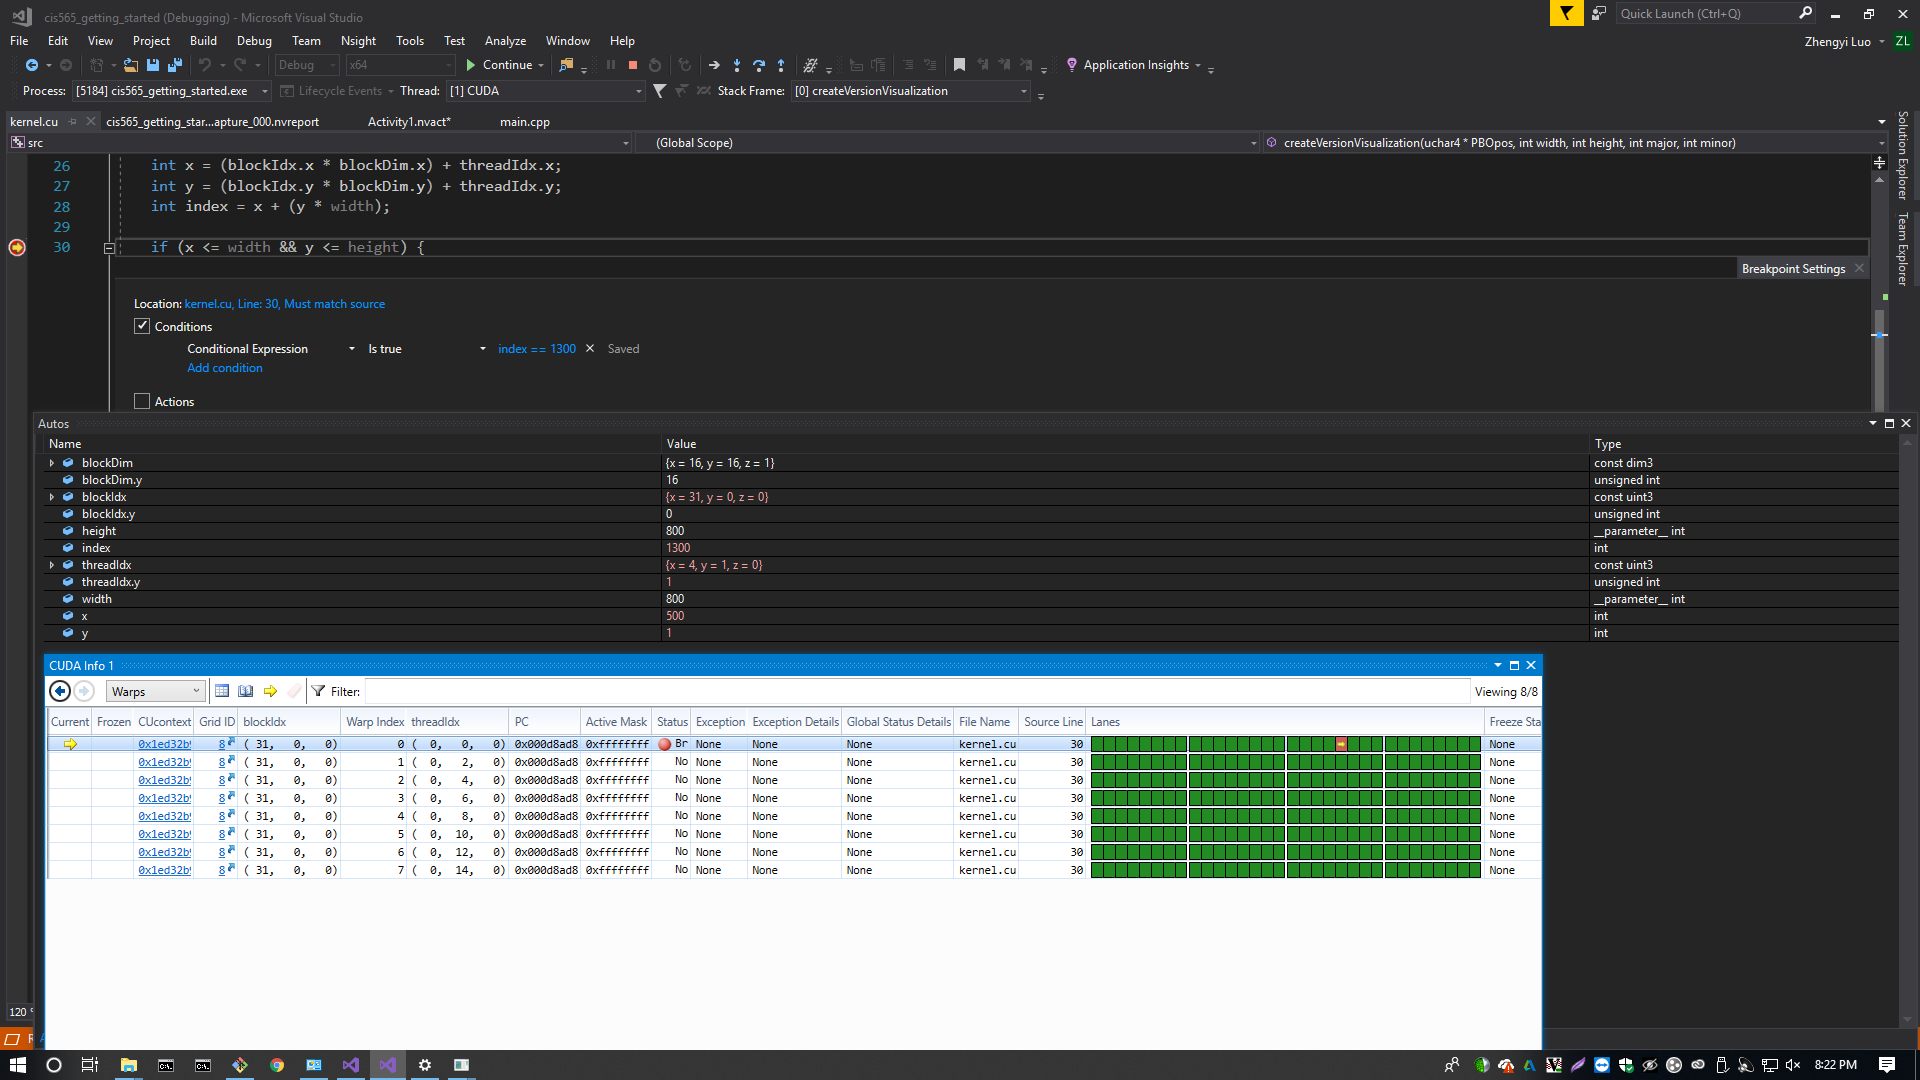 cis565_getting_started (Debugging) - Microsoft Visual Studio
Quick Launch (Ctrl+Q)
File Edit View Project Build Debug Team Nsight Tools Test Analyze Window Help
Zhengyi Luo ZL
Debug x64 Continue Application Insights
Process: [5184] cis565_getting_started.exe Lifecycle Events Thread: [1] CUDA Stack Frame: [0] createVersionVisualization
kernel.cu cis565_getting_star...apture_000.nvreport Activity1.nvact* main.cpp
src (Global Scope) createVersionVisualization(uchar4 * PBOpos, int width, int height, int major, int minor)
Solution Explorer
Team Explorer
26 int x = (blockIdx.x * blockDim.x) + threadIdx.x;
27 int y = (blockIdx.y * blockDim.y) + threadIdx.y;
28 int index = x + (y * width);
29
30 if (x <= width && y <= height) {
Breakpoint Settings
Location: kernel.cu, Line: 30, Must match source
Conditions
Conditional Expression Is true index == 1300 Saved
Add condition
Actions
Autos
Name Value Type
blockDim {x = 16, y = 16, z = 1} const dim3
blockDim.y 16 unsigned int
blockIdx {x = 31, y = 0, z = 0} const uint3
blockIdx.y 0 unsigned int
height 800 __parameter__ int
index 1300 int
threadIdx {x = 4, y = 1, z = 0} const uint3
threadIdx.y 1 unsigned int
width 800 __parameter__ int
x 500 int
y 1 int
CUDA Info 1
Warps Filter: Viewing 8/8
Current Frozen CUcontext Grid ID blockIdx Warp Index threadIdx PC Active Mask Status Exception Exception Details Global Status Details File Name Source Line Lanes Freeze Sta
0x1ed32b 8 ( 31, 0, 0) 0 ( 0, 0, 0) 0x000d8ad8 0xffffffff Br None None None kernel.cu 30 None
0x1ed32b 8 ( 31, 0, 0) 1 ( 0, 2, 0) 0x000d8ad8 0xffffffff No None None None kernel.cu 30 None
0x1ed32b 8 ( 31, 0, 0) 2 ( 0, 4, 0) 0x000d8ad8 0xffffffff No None None None kernel.cu 30 None
0x1ed32b 8 ( 31, 0, 0) 3 ( 0, 6, 0) 0x000d8ad8 0xffffffff No None None None kernel.cu 30 None
0x1ed32b 8 ( 31, 0, 0) 4 ( 0, 8, 0) 0x000d8ad8 0xffffffff No None None None kernel.cu 30 None
0x1ed32b 8 ( 31, 0, 0) 5 ( 0, 10, 0) 0x000d8ad8 0xffffffff No None None None kernel.cu 30 None
0x1ed32b 8 ( 31, 0, 0) 6 ( 0, 12, 0) 0x000d8ad8 0xffffffff No None None None kernel.cu 30 None
0x1ed32b 8 ( 31, 0, 0) 7 ( 0, 14, 0) 0x000d8ad8 0xffffffff No None None None kernel.cu 30 None
120
8:22 PM